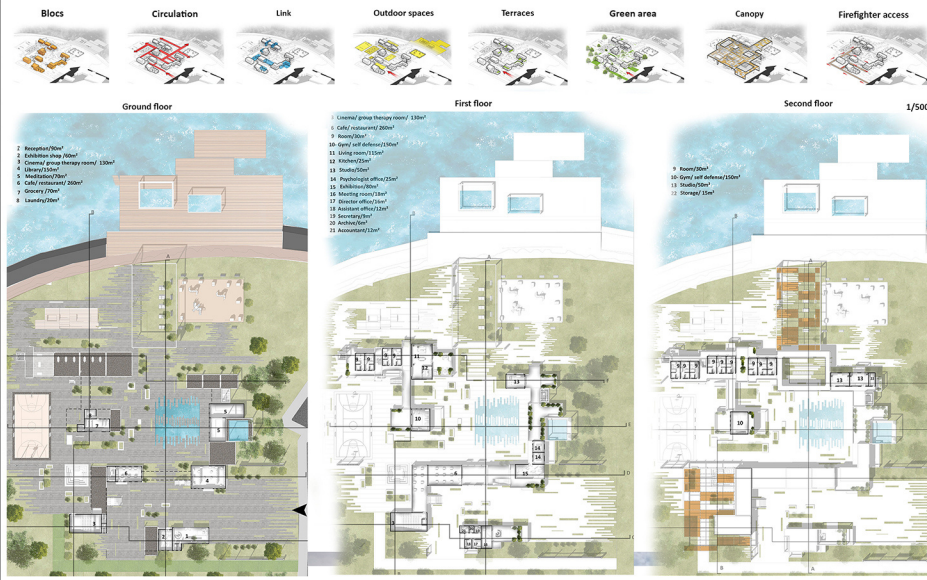 Blocs
Circulation
Link
Outdoor spaces
Terraces
Green area
Canopy
Firefighter access
Ground floor
First floor
Second floor
1/500
2 Reception/90m²
2 Exhibition shop /60m²
3 Cinema/ group therapy room/ 130m²
4 Library/150m²
5 Meditation/70m²
6 Cafe/ restaurant/ 260m²
7 Grocery /70m²
8 Laundry/20m²
Cinema/ group therapy room/ 130m²
6 Cafe/ restaurant/ 260m²
9 Room/30m²
10- Gym/ self defense/150m²
11 Living room/115m²
12 Kitchen/25m²
13 Studio/50m²
14 Psychologist office/25m²
15 Exhibition/80m²
16 Meeting room/18m²
17 Director office/16m²
18 Assistant office/12m²
19 Secretary/9m²
20 Archive/6m²
21 Accountant/12m²
9 Room/30m²
10- Gym/ self defense/150m²
13 Studio/50m²
22 Storage/ 15m²